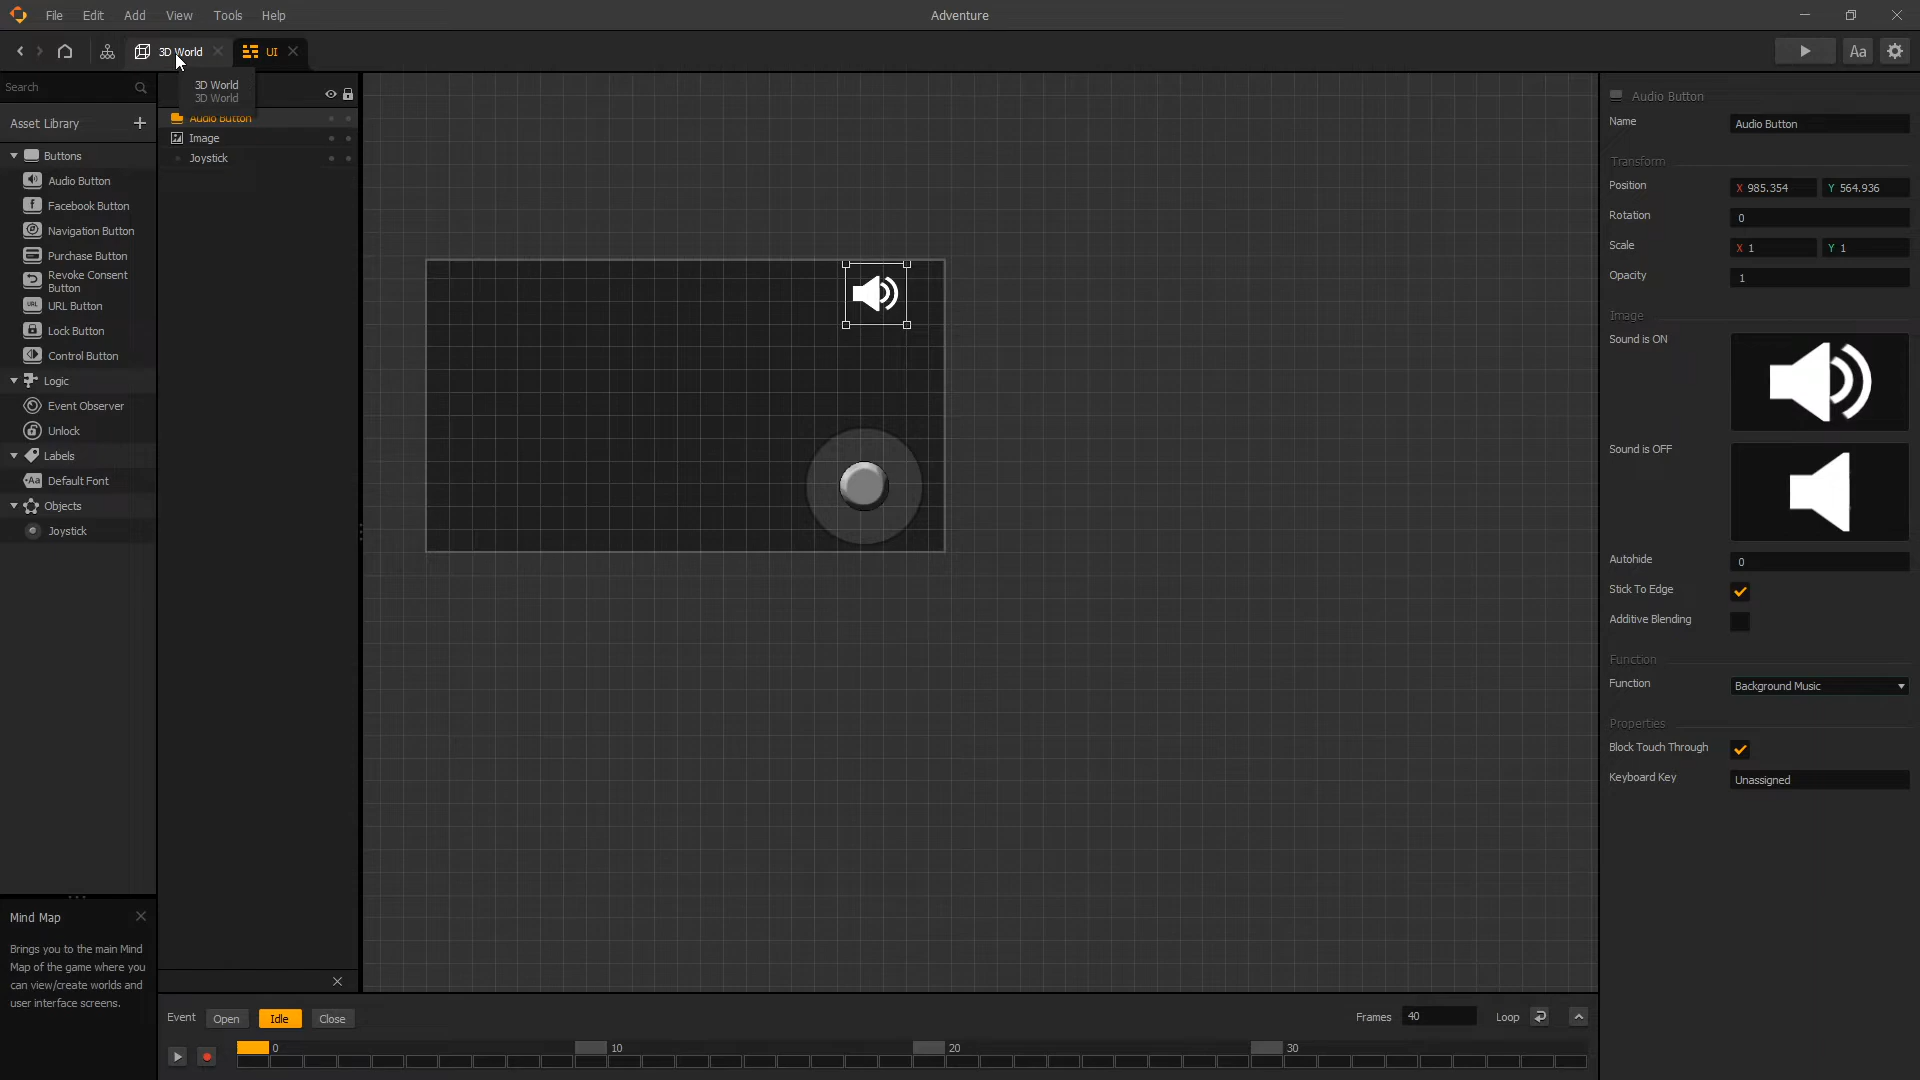 File Edit Add View Tools Help Adventure
3D World UI Aa
3D World
3D World
Search
Asset Library
Buttons
Audio Button
Facebook Button
Navigation Button
Purchase Button
Revoke Consent
Button
URL Button
Lock Button
Control Button
Logic
Event Observer
Unlock
Labels
Default Font
Objects
Joystick
Mind Map
Brings you to the main Mind
Map of the game where you
can view/create worlds and
user interface screens.
Audio Button
Image
Joystick
Audio Button
Name Audio Button
Transform
Position X 985.354 Y 564.936
Rotation 0
Scale X 1 Y 1
Opacity 1
Image
Sound is ON
Sound is OFF
Autohide 0
Stick To Edge
Additive Blending
Function
Function Background Music
Properties
Block Touch Through
Keyboard Key Unassigned
Event Open Idle Close Frames 40 Loop
0 10 20 30